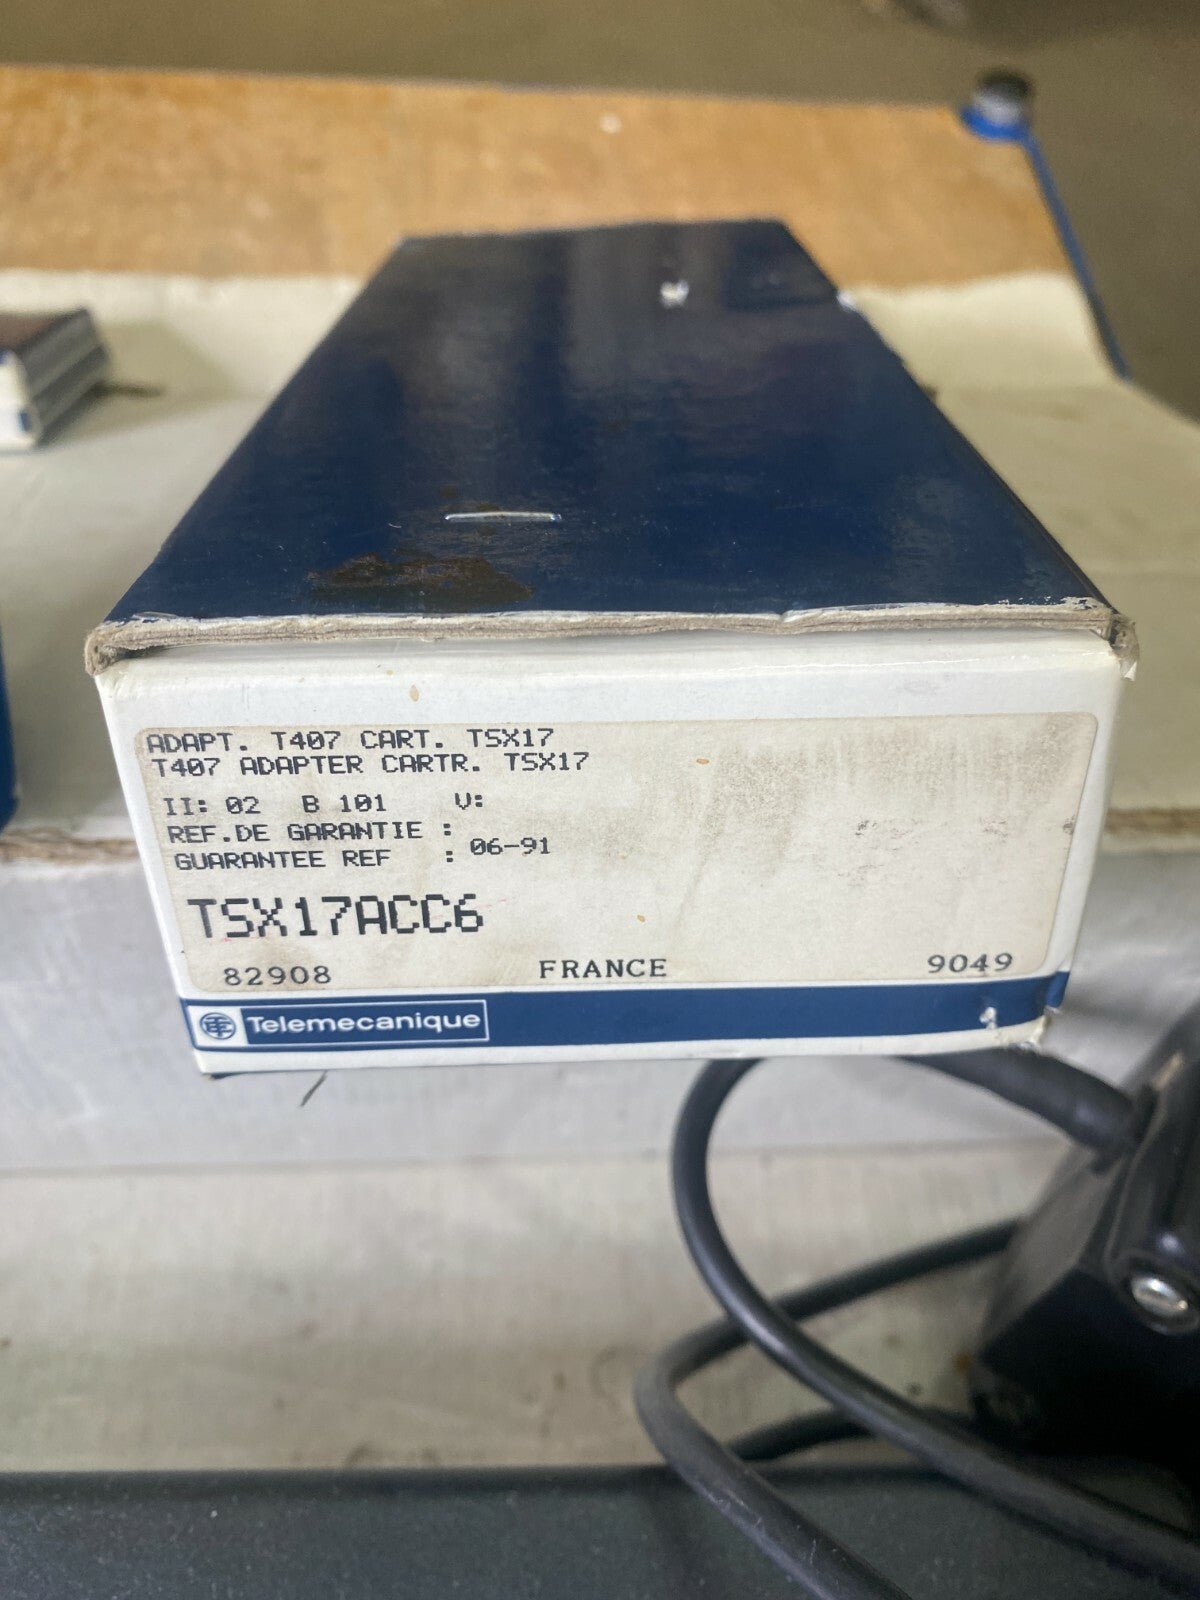 ADAPT. T407 CART. TSX17
T407 ADAPTER CARTR. TSX17
II: 02 B 101 V:
REF.DE GARANTIE :
GUARANTEE REF : 06-91
TSX17ACC6
82908 FRANCE 9049
TE Telemecanique